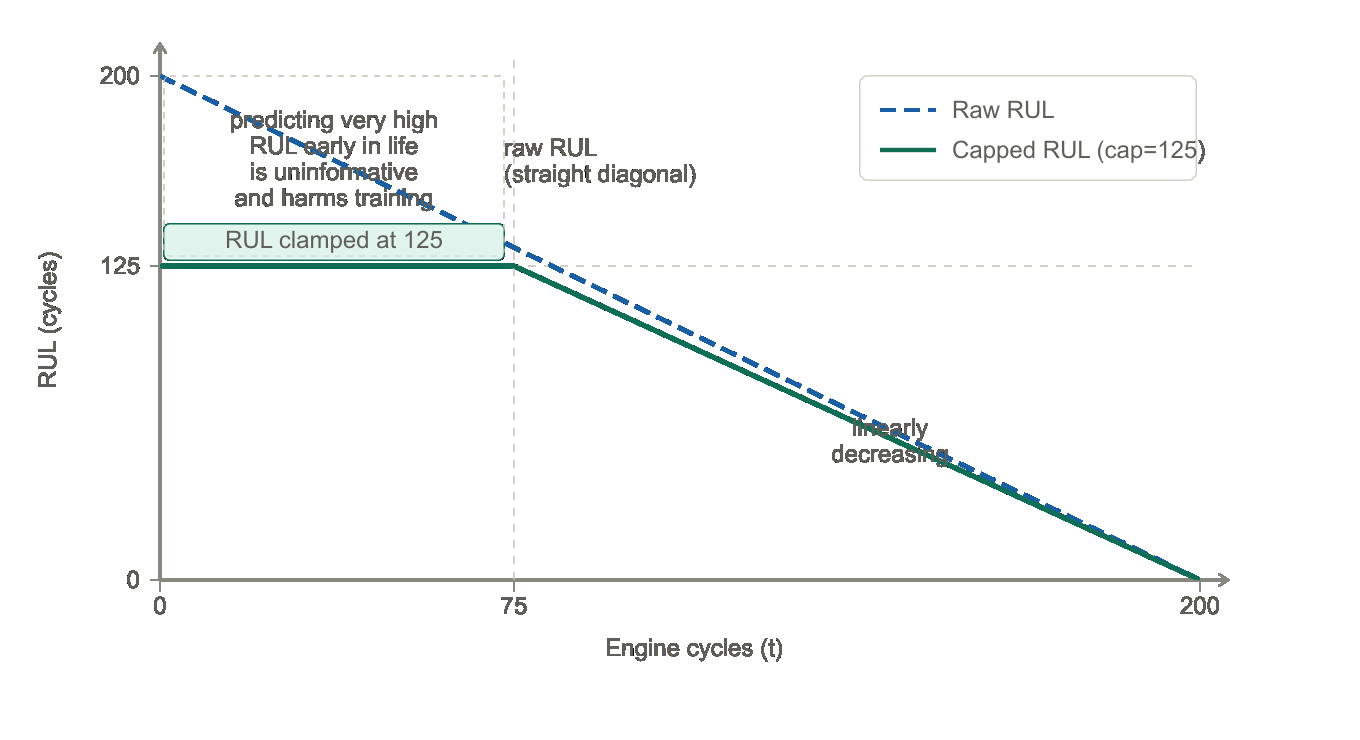 200
predicting very high
RUL early in life
is uninformative
and harms training
raw RUL
(straight diagonal)
Raw RUL
Capped RUL (cap=125)
RUL clamped at 125
125
RUL (cycles)
linearly
decreasing
0
0
75
200
Engine cycles (t)